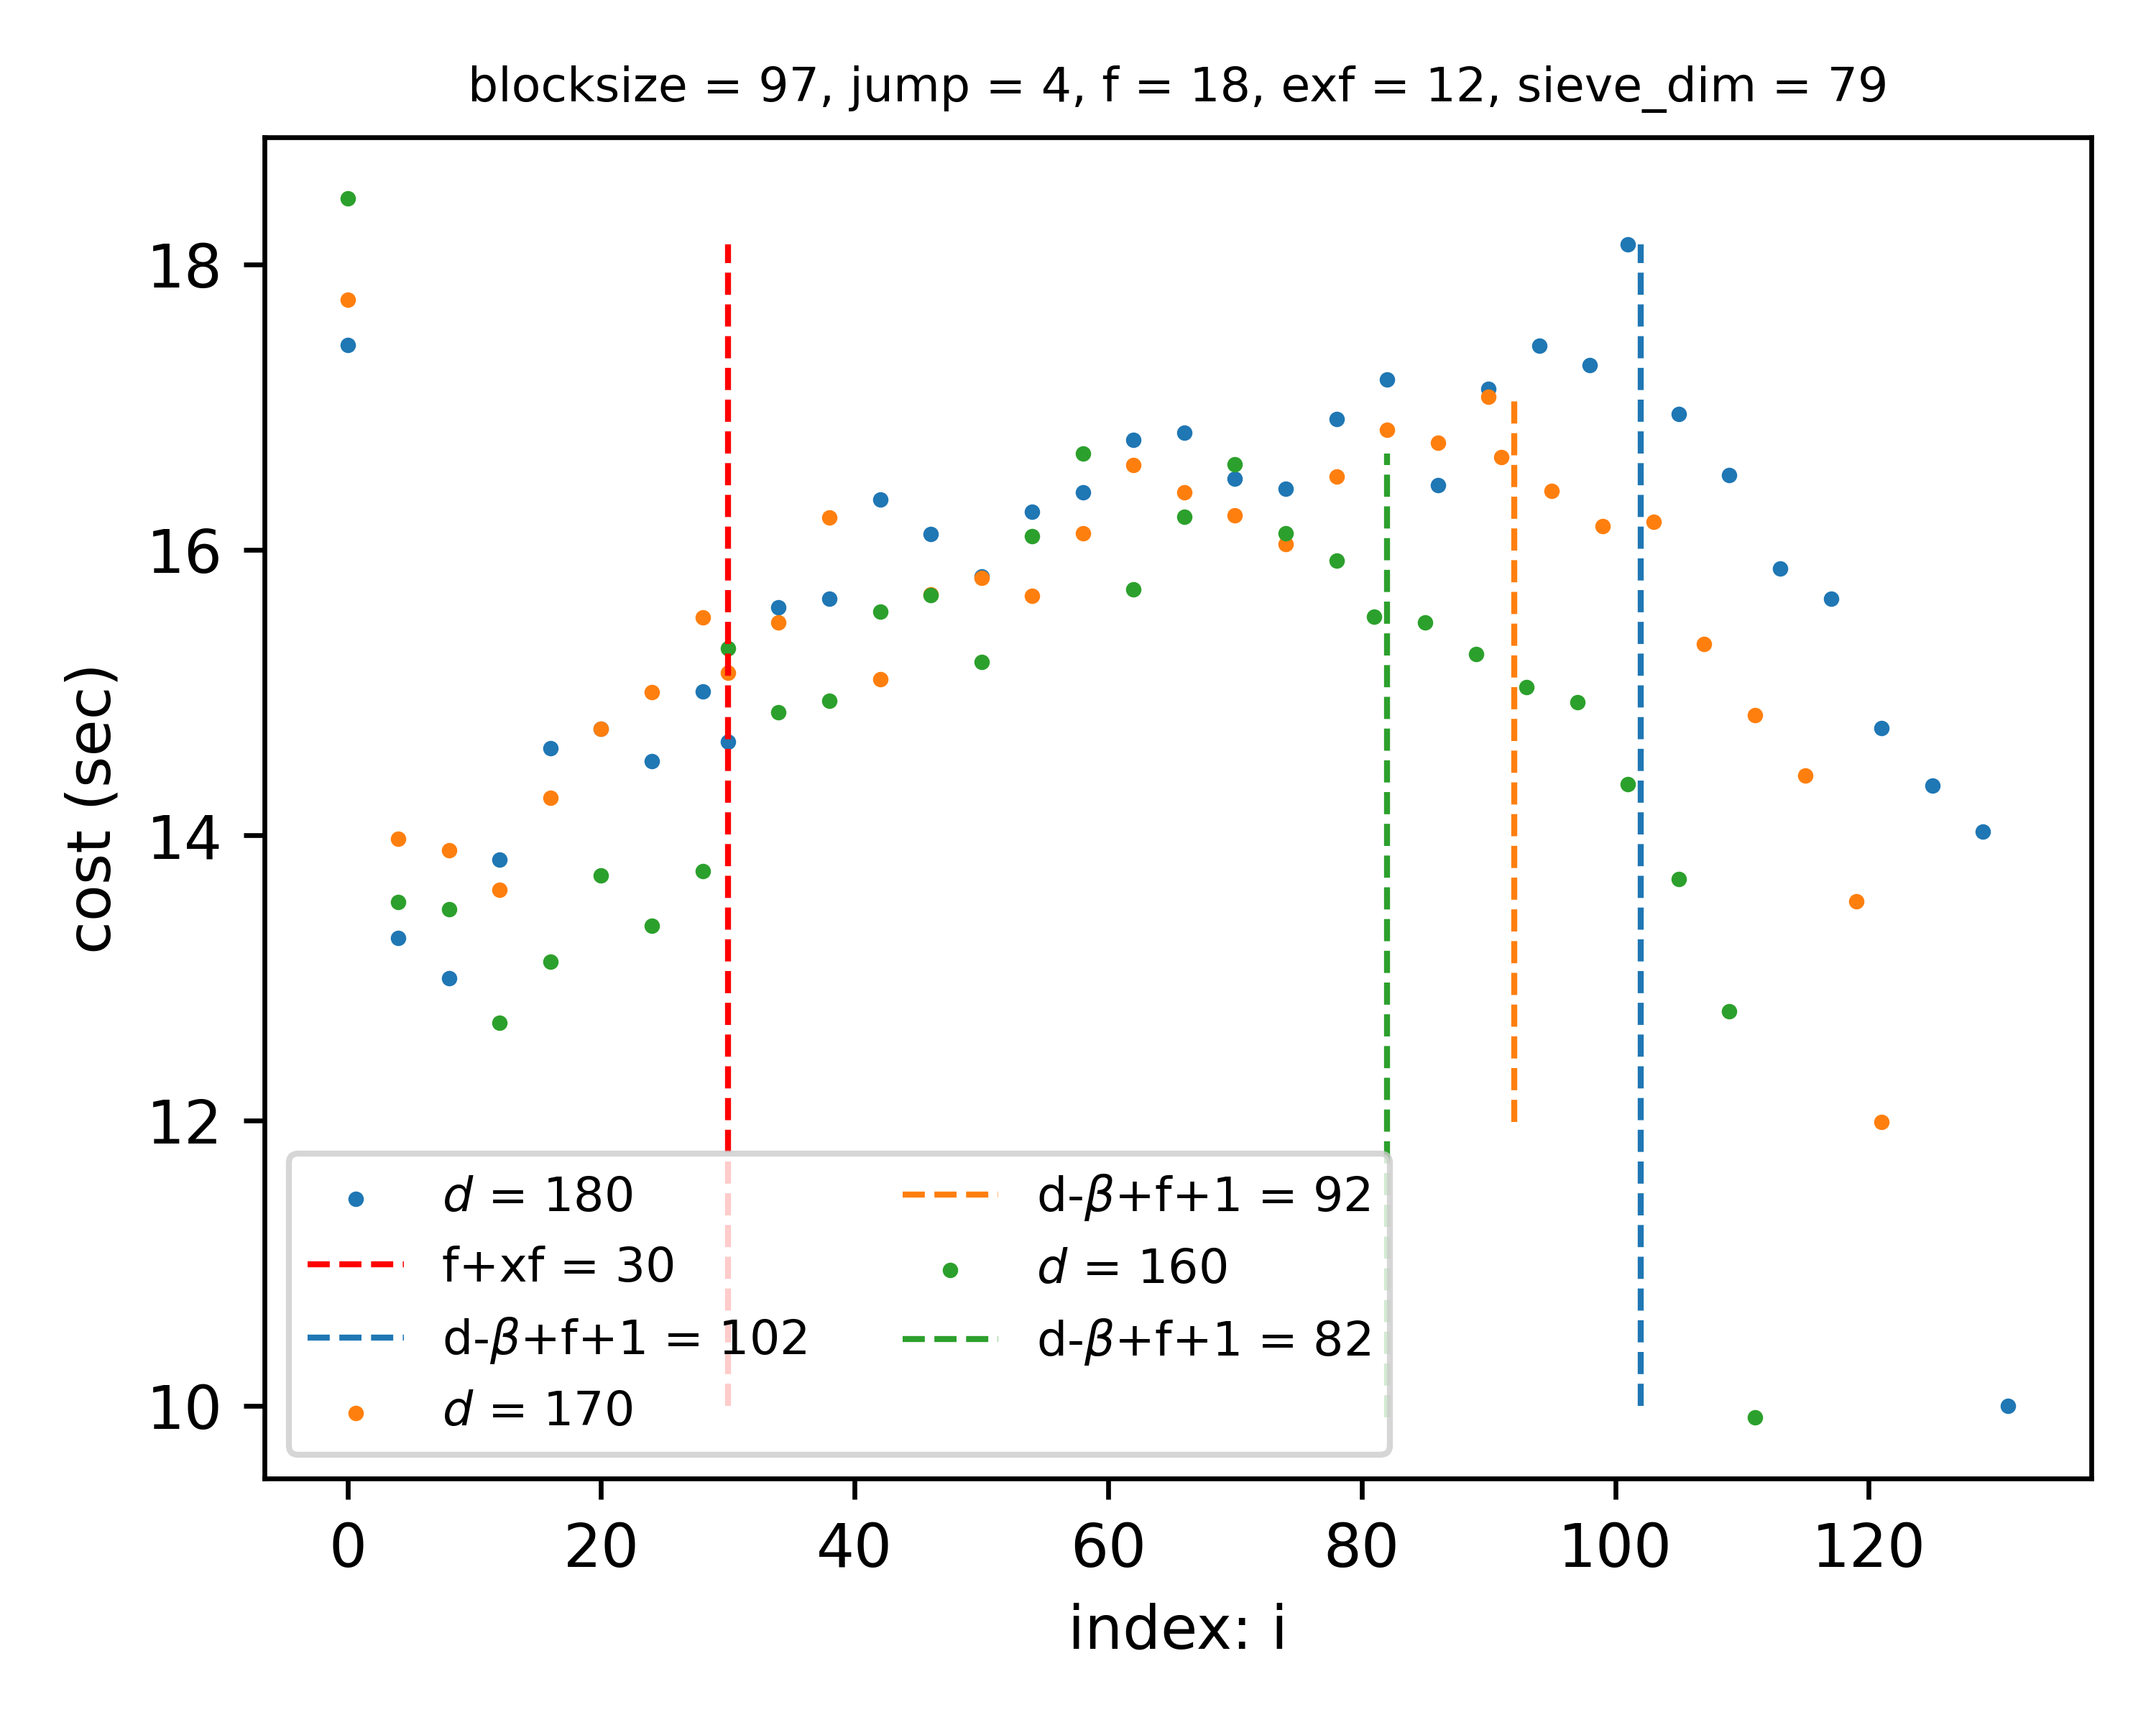 blocksize = 97, jump = 4, f = 18, exf = 12, sieve_dim = 79
cost (sec)
18
16
14
12
10
d = 180
f+xf = 30
d-β+f+1 = 102
d = 170
d-β+f+1 = 92
d = 160
d-β+f+1 = 82
0 20 40 60 80 100 120
index: i